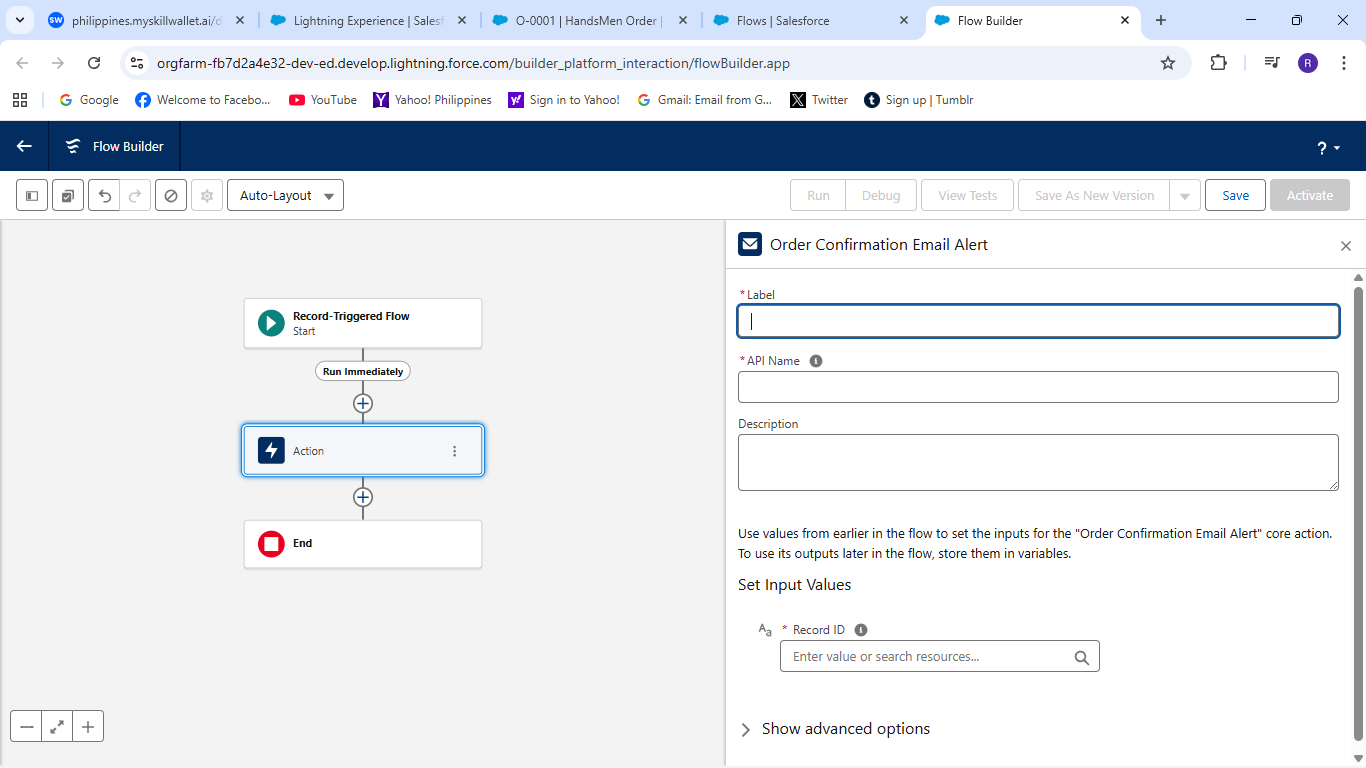 philippines.myskillwallet.ai/d
Lightning Experience | Salesf
O-0001 | HandsMen Order |
Flows | Salesforce
Flow Builder
orgfarm-fb7d2a4e32-dev-ed.develop.lightning.force.com/builder_platform_interaction/flowBuilder.app
R
Google
Welcome to Facebo...
YouTube
Yahoo! Philippines
Sign in to Yahoo!
Gmail: Email from G...
Twitter
Sign up | Tumblr
Flow Builder
?
Auto-Layout
Run
Debug
View Tests
Save As New Version
Save
Activate
Record-Triggered Flow
Start
Run Immediately
Action
End
Order Confirmation Email Alert
* Label
* API Name
Description
Use values from earlier in the flow to set the inputs for the "Order Confirmation Email Alert" core action.
To use its outputs later in the flow, store them in variables.
Set Input Values
Aa * Record ID
Enter value or search resources...
Show advanced options